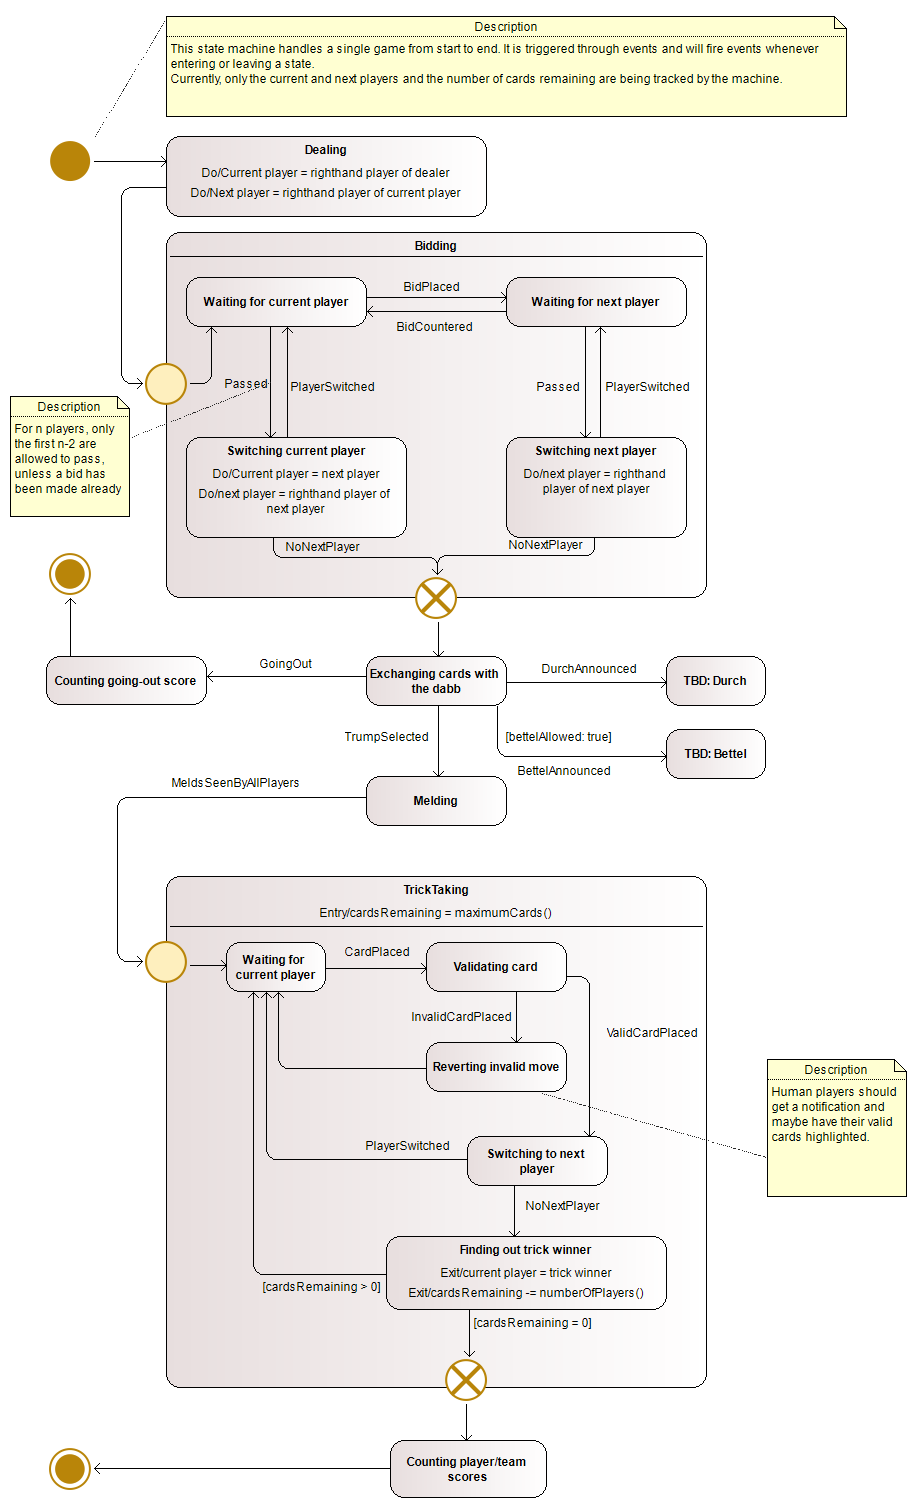 Description
This state machine handles a single game from start to end. It is triggered through events and will fire events whenever
entering or leaving a state.
Currently, only the current and next players and the number of cards remaining are being tracked by the machine.
Dealing
Do/Current player = righthand player of dealer
Do/Next player = righthand player of current player
Bidding
Waiting for current player
BidPlaced
Waiting for next player
BidCountered
Passed
PlayerSwitched
Passed
PlayerSwitched
Description
For n players, only
the first n-2 are
allowed to pass,
unless a bid has
been made already
Switching current player
Do/Current player = next player
Do/next player = righthand player of
next player
Switching next player
Do/next player = righthand
player of next player
NoNextPlayer
NoNextPlayer
Counting going-out score
GoingOut
Exchanging cards with
the dabb
DurchAnnounced
TBD: Durch
TrumpSelected
[bettelAllowed: true]
BettelAnnounced
TBD: Bettel
MeldsSeenByAllPlayers
Melding
TrickTaking
Entry/cardsRemaining = maximumCards()
Waiting for
current player
CardPlaced
Validating card
InvalidCardPlaced
ValidCardPlaced
Reverting invalid move
Description
Human players should
get a notification and
maybe have their valid
cards highlighted.
PlayerSwitched
Switching to next
player
NoNextPlayer
Finding out trick winner
Exit/current player = trick winner
Exit/cardsRemaining -= numberOfPlayers()
[cardsRemaining > 0]
[cardsRemaining = 0]
Counting player/team
scores